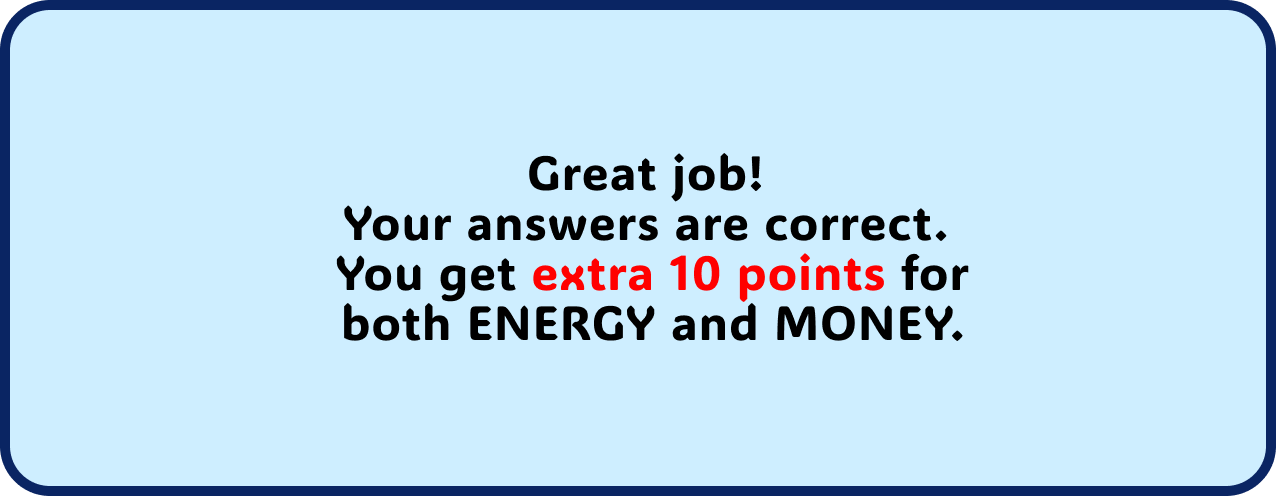 Great job!
Your answers are correct.
You get extra 10 points for
both ENERGY and MONEY.